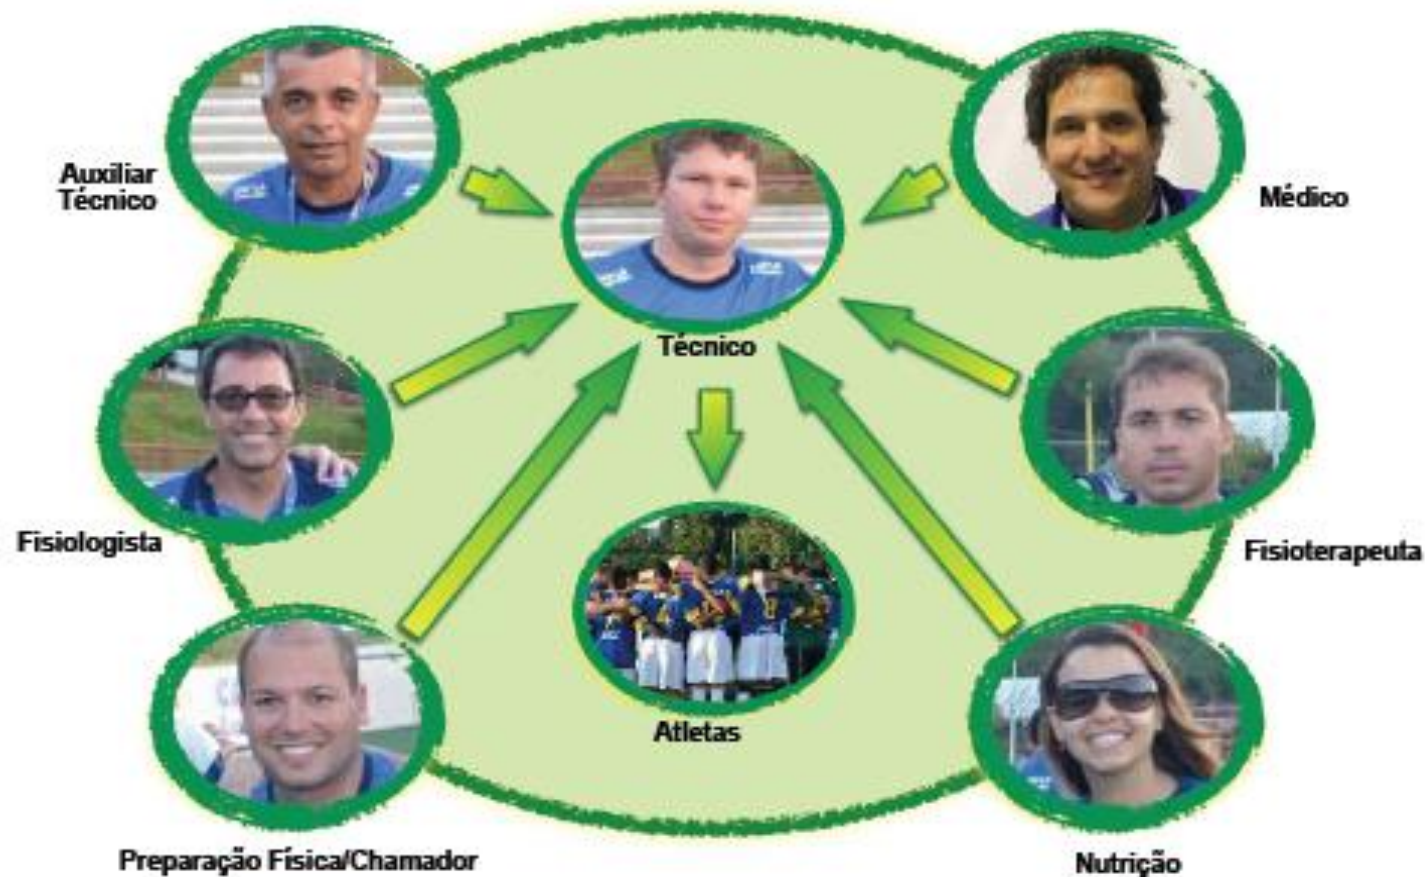 Auxiliar
Técnico
Médico
Técnico
Fisiologista
Fisioterapeuta
Atletas
Preparação Física/Chamador
Nutrição